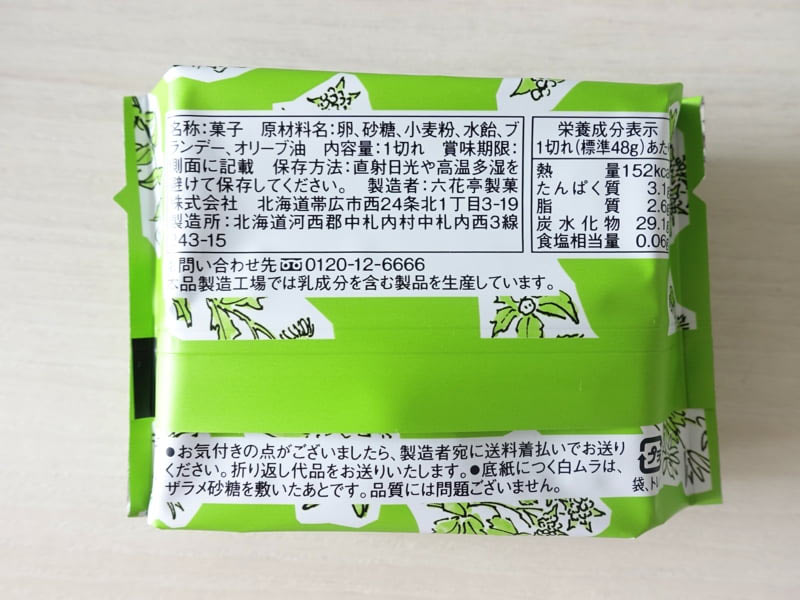 名称:菓子 原材料名:卵、砂糖、小麦粉、水飴、ブ
ランデー、オリーブ油 内容量:1切れ 賞味期限:
側面に記載 保存方法:直射日光や高温多湿を
避けて保存してください。 製造者:六花亭製菓
株式会社 北海道帯広市西24条北1丁目3-19
製造所:北海道河西郡中札内村中札内西3線
243-15
お問い合わせ先 0120-12-6666
本品製造工場では乳成分を含む製品を生産しています。
栄養成分表示
1切れ(標準48g)あた
熱 量 152kca
たんぱく質 3.1g
脂 質 2.6g
炭水化物 29.1g
食塩相当量 0.06g
●お気付きの点がございましたら、製造者宛に送料着払いでお送り
ください。折り返し代品をお送りいたします。●底紙につく白ムラは、
ザラメ砂糖を敷いたあとです。品質には問題ございません。
プラ
袋、ト